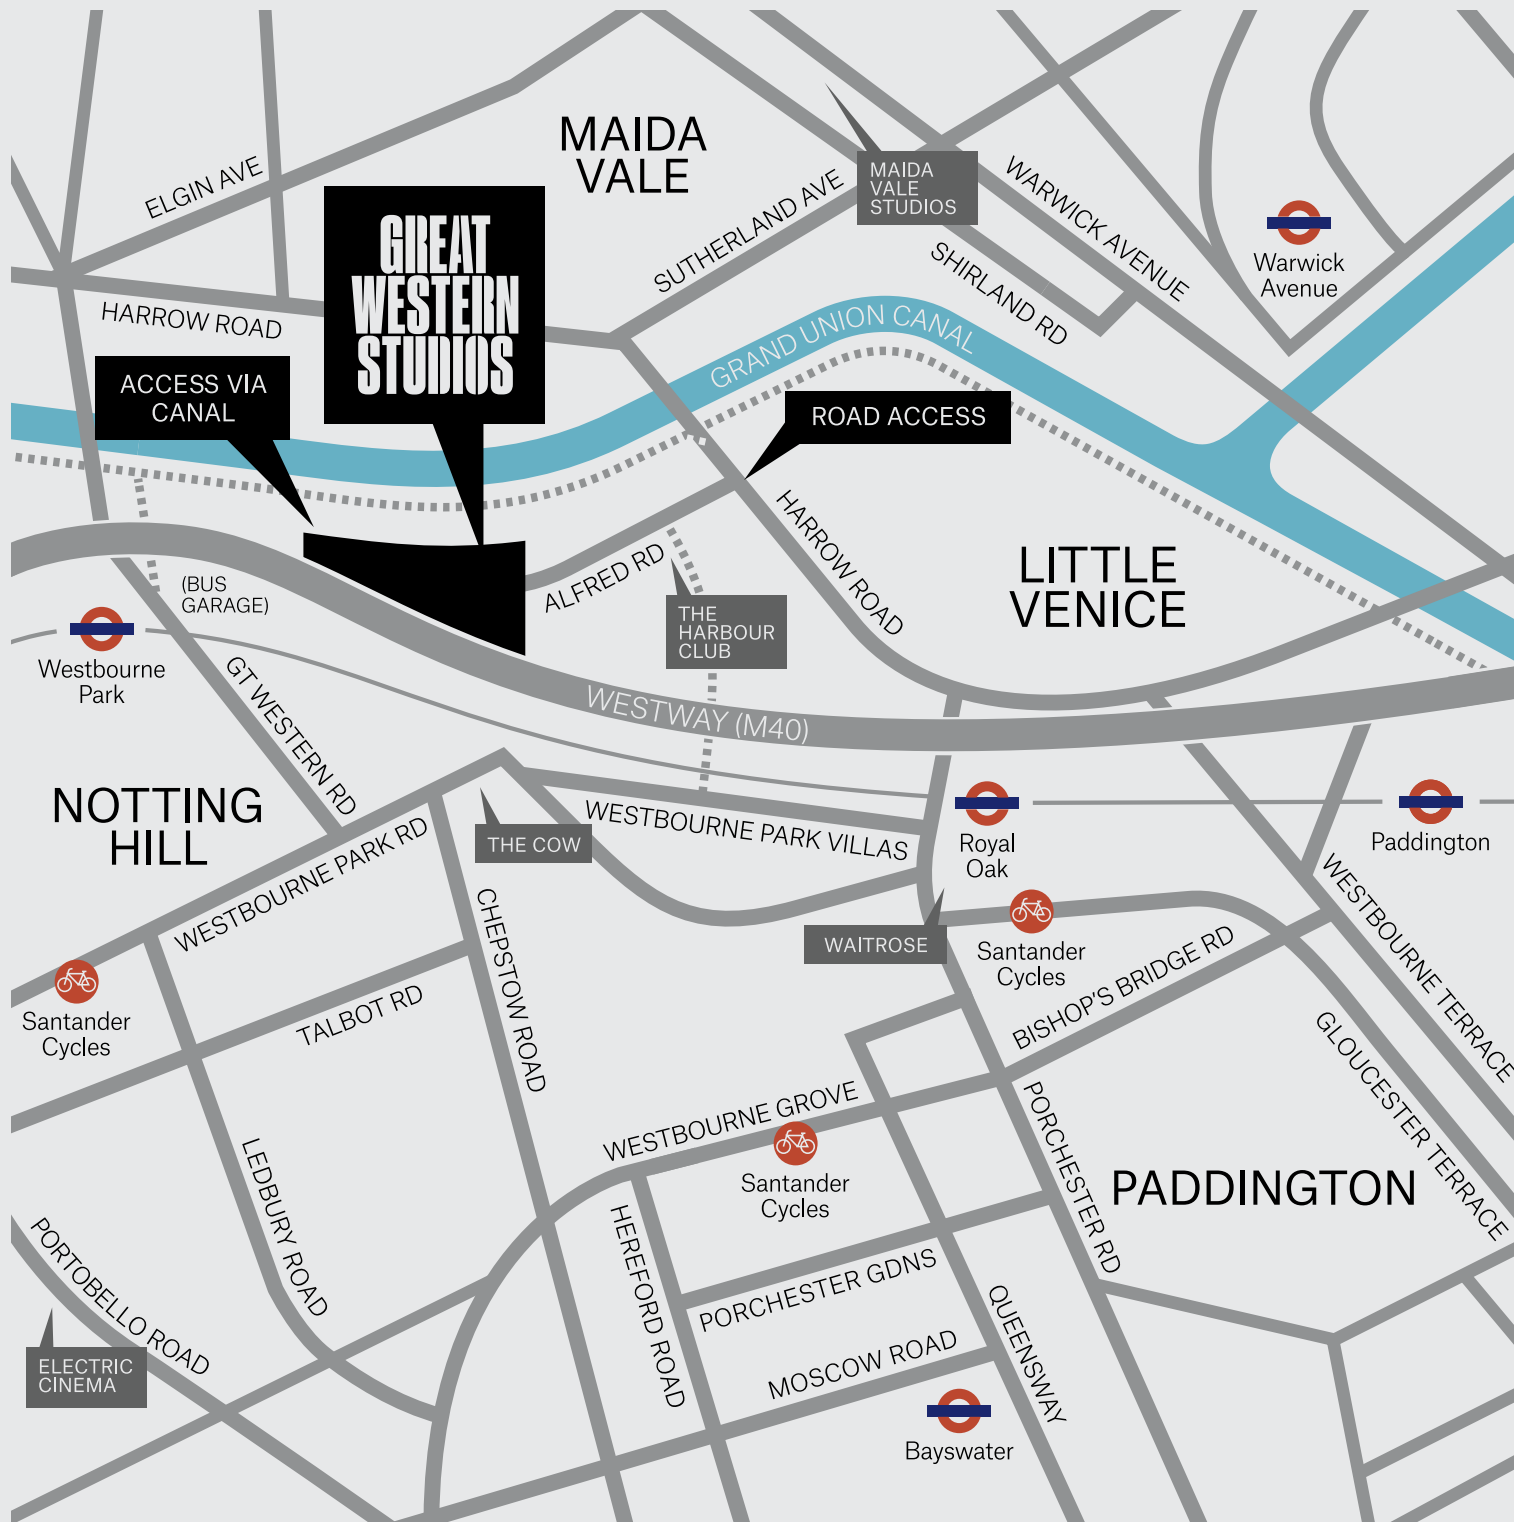 MAIDA
VALE
ELGIN AVE
MAIDA
VALE
STUDIOS
WARWICK AVENUE
SUTHERLAND AVE
SHIRLAND RD
Warwick
Avenue
GREAT
WESTERN
STUDIOS
HARROW ROAD
GRAND UNION CANAL
ACCESS VIA
CANAL
ROAD ACCESS
HARROW ROAD
ALFRED RD
LITTLE
VENICE
(BUS
GARAGE)
THE
HARBOUR
CLUB
Westbourne
Park
GT WESTERN RD
WESTWAY (M40)
NOTTING
HILL
WESTBOURNE PARK RD
THE COW
WESTBOURNE PARK VILLAS
Royal
Oak
Paddington
WESTBOURNE TERRACE
CHEPSTOW ROAD
WAITROSE
Santander
Cycles
BISHOP'S BRIDGE RD
Santander
Cycles
TALBOT RD
GLOUCESTER TERRACE
WESTBOURNE GROVE
Santander
Cycles
PORCHESTER RD
PADDINGTON
LEDBURY ROAD
HEREFORD ROAD
PORCHESTER GDNS
QUEENSWAY
PORTOBELLO ROAD
ELECTRIC
CINEMA
MOSCOW ROAD
Bayswater